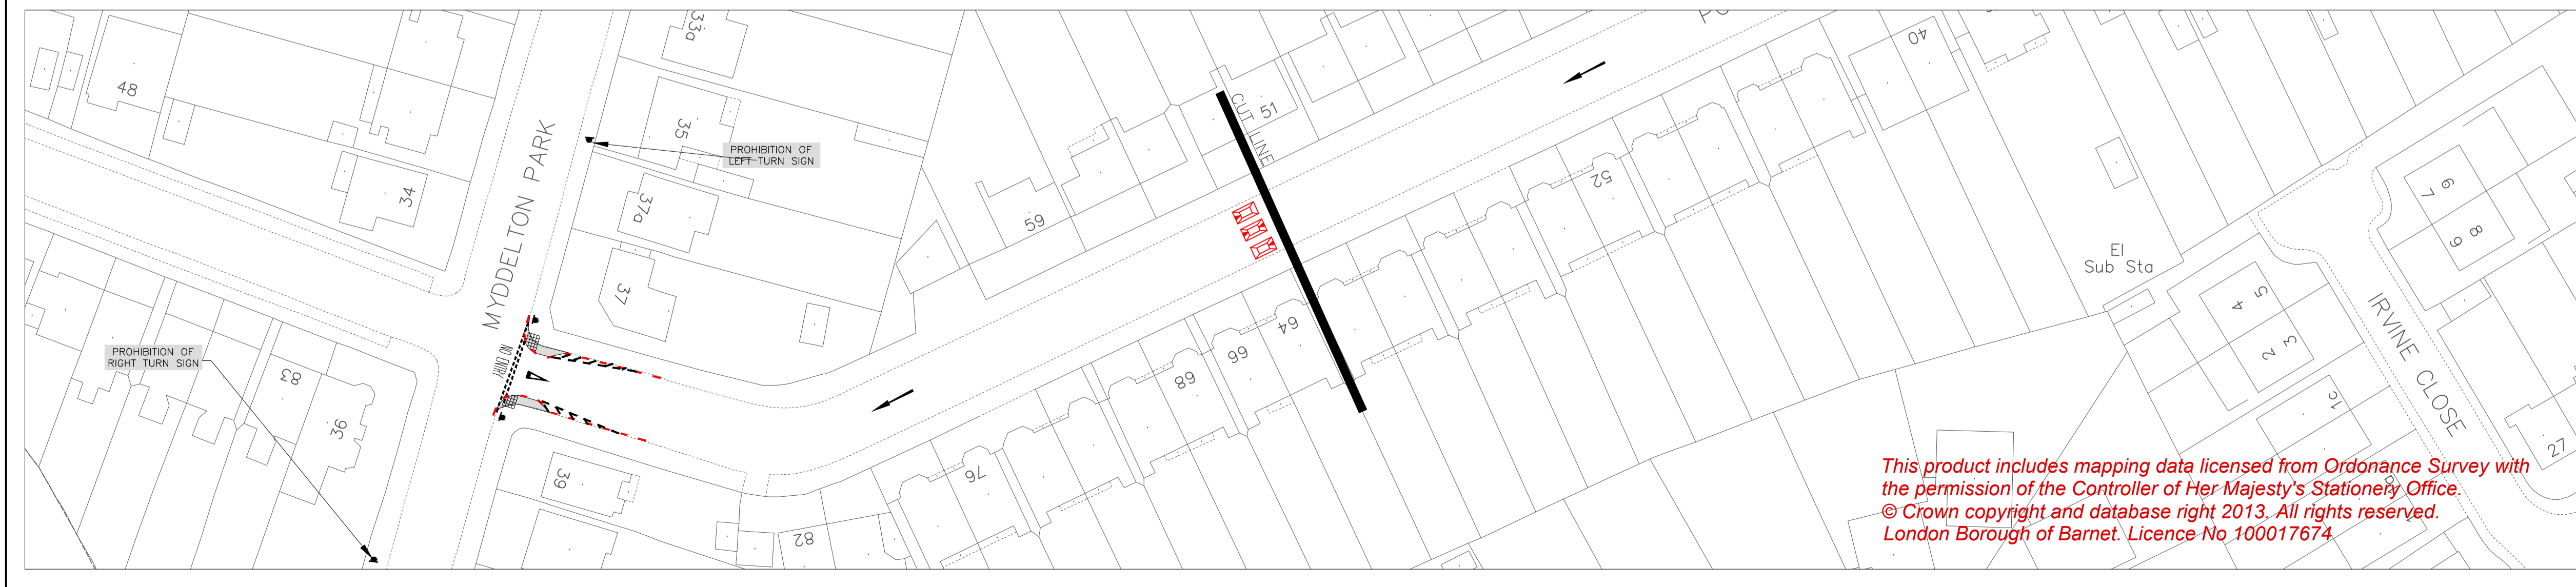 48
33a
35
PROHIBITION OF
LEFT TURN SIGN
MYDDELTON PARK
34
37a
37
59
CUT LINE
51
52
40
El
Sub Sta
7 6
9 8
4 5
2 3
1c
27
IRVINE CLOSE
PROHIBITION OF
RIGHT TURN SIGN
83
36
NO ENTRY
39
82
76
68
66
64
This product includes mapping data licensed from Ordonance Survey with
the permission of the Controller of Her Majesty's Stationery Office.
© Crown copyright and database right 2013. All rights reserved.
London Borough of Barnet. Licence No 100017674